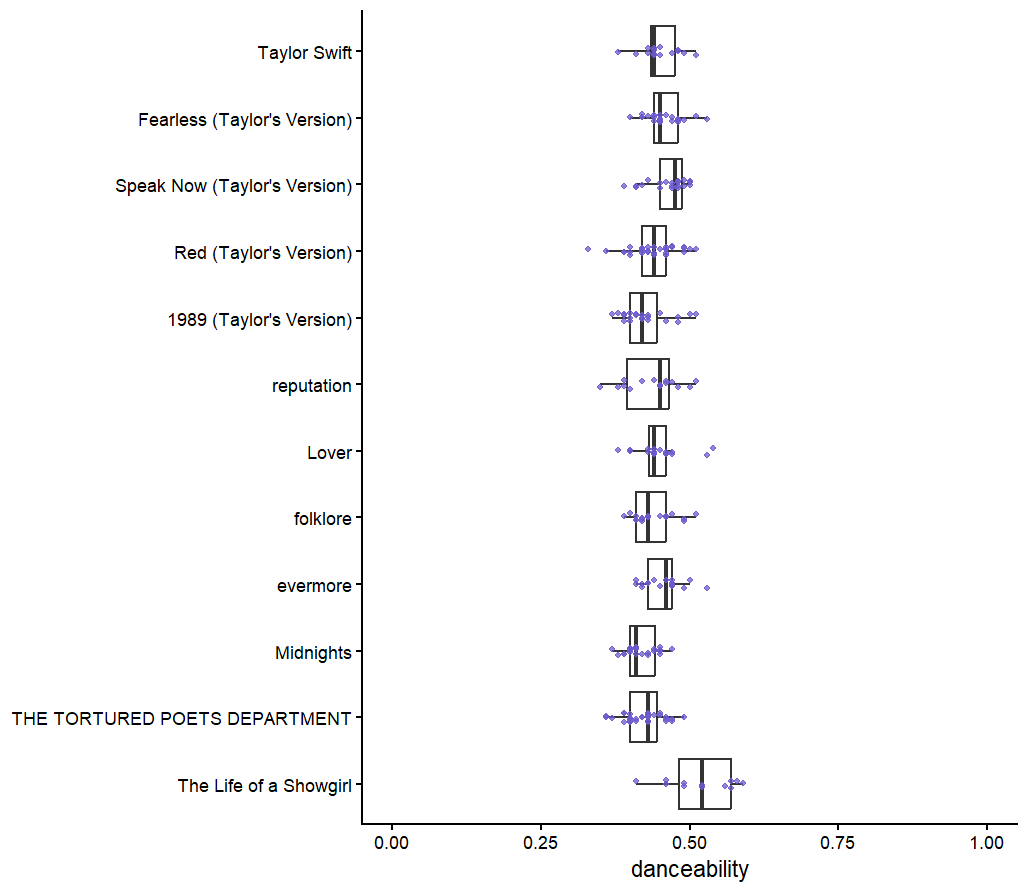 Taylor Swift
Fearless (Taylor's Version)
Speak Now (Taylor's Version)
Red (Taylor's Version)
1989 (Taylor's Version)
reputation
Lover
folklore
evermore
Midnights
THE TORTURED POETS DEPARTMENT
The Life of a Showgirl
0.00 0.25 0.50 0.75 1.00
danceability